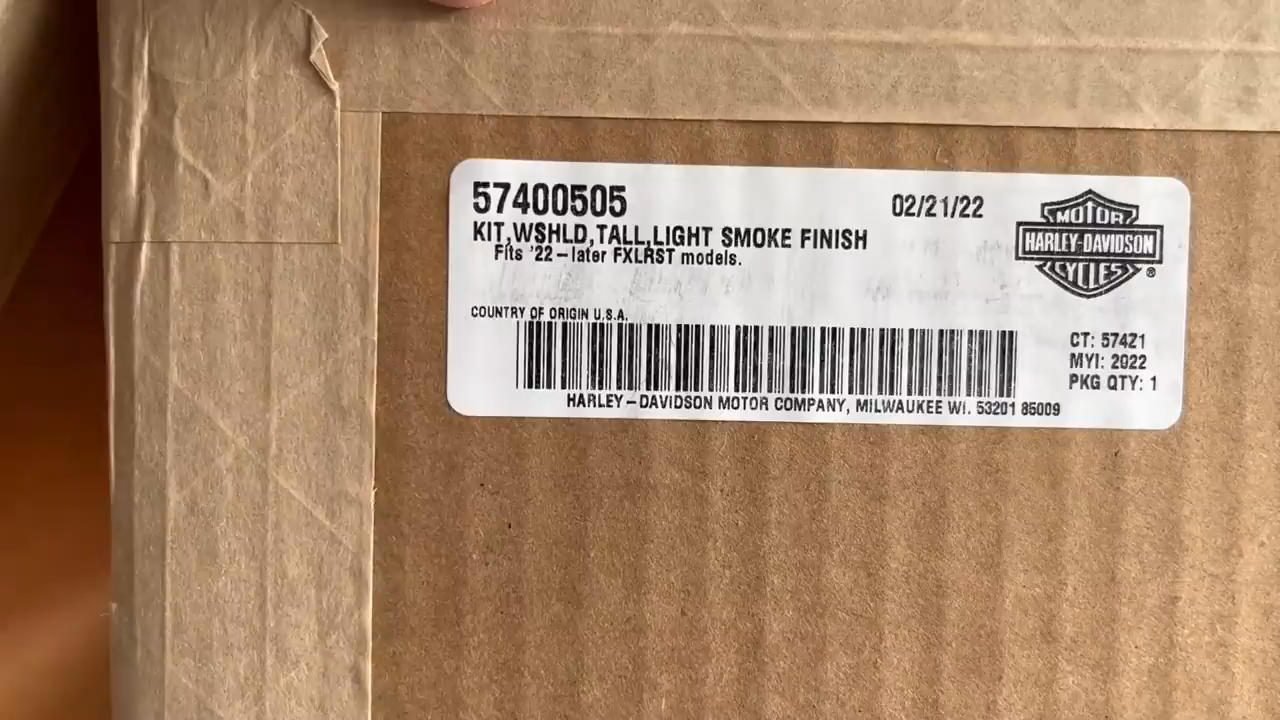 57400505
02/21/22
KIT,WSHLD,TALL,LIGHT SMOKE FINISH
Fits '22-later FXLRST models.
MOTOR
HARLEY-DAVIDSON
CYCLES
®
COUNTRY OF ORIGIN U.S.A.
CT: 574Z1
MYI: 2022
PKG QTY: 1
HARLEY-DAVIDSON MOTOR COMPANY, MILWAUKEE WI. 53201 85009